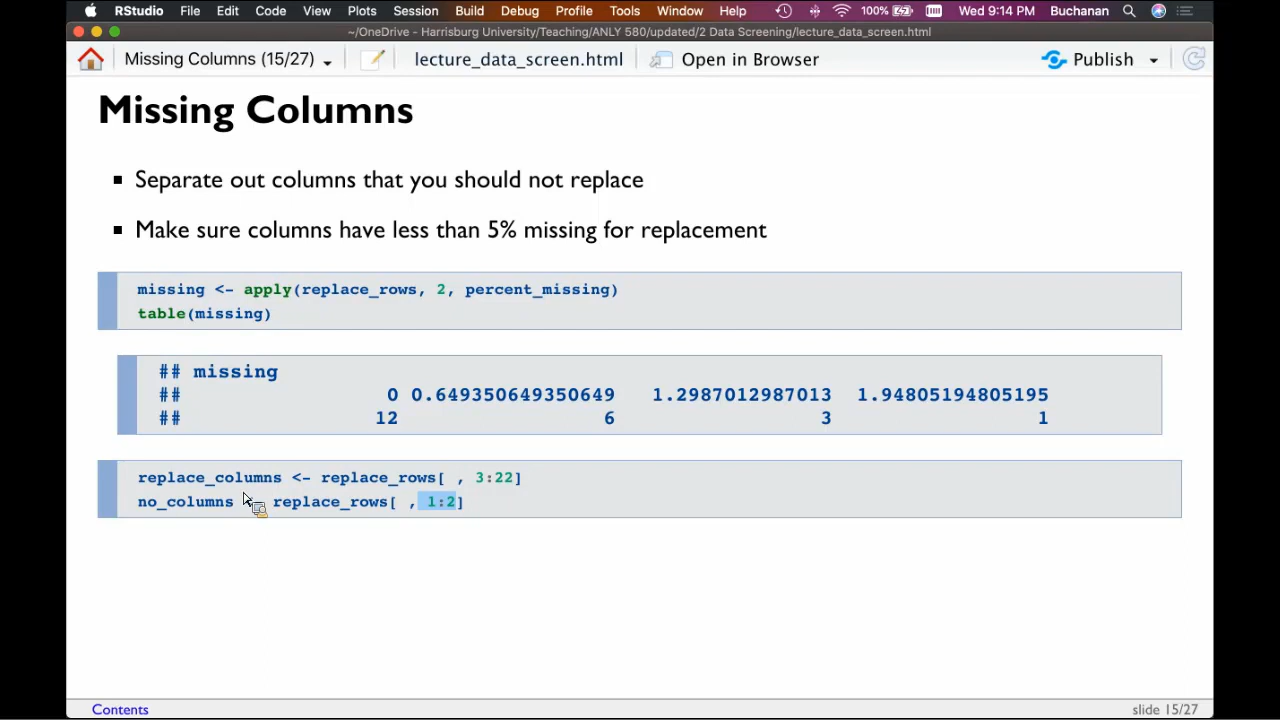 RStudio File Edit Code View Plots Session Build Debug Profile Tools Window Help 100% Wed 9:14 PM Buchanan
~/OneDrive - Harrisburg University/Teaching/ANLY 580/updated/2 Data Screening/lecture_data_screen.html
Missing Columns (15/27) lecture_data_screen.html Open in Browser Publish
Missing Columns
Separate out columns that you should not replace
Make sure columns have less than 5% missing for replacement
missing <- apply(replace_rows, 2, percent_missing)
table(missing)
## missing
## 0 0.649350649350649 1.2987012987013 1.94805194805195
## 12 6 3 1
replace_columns <- replace_rows[ , 3:22]
no_columns replace_rows[ , 1:2]
Contents slide 15/27